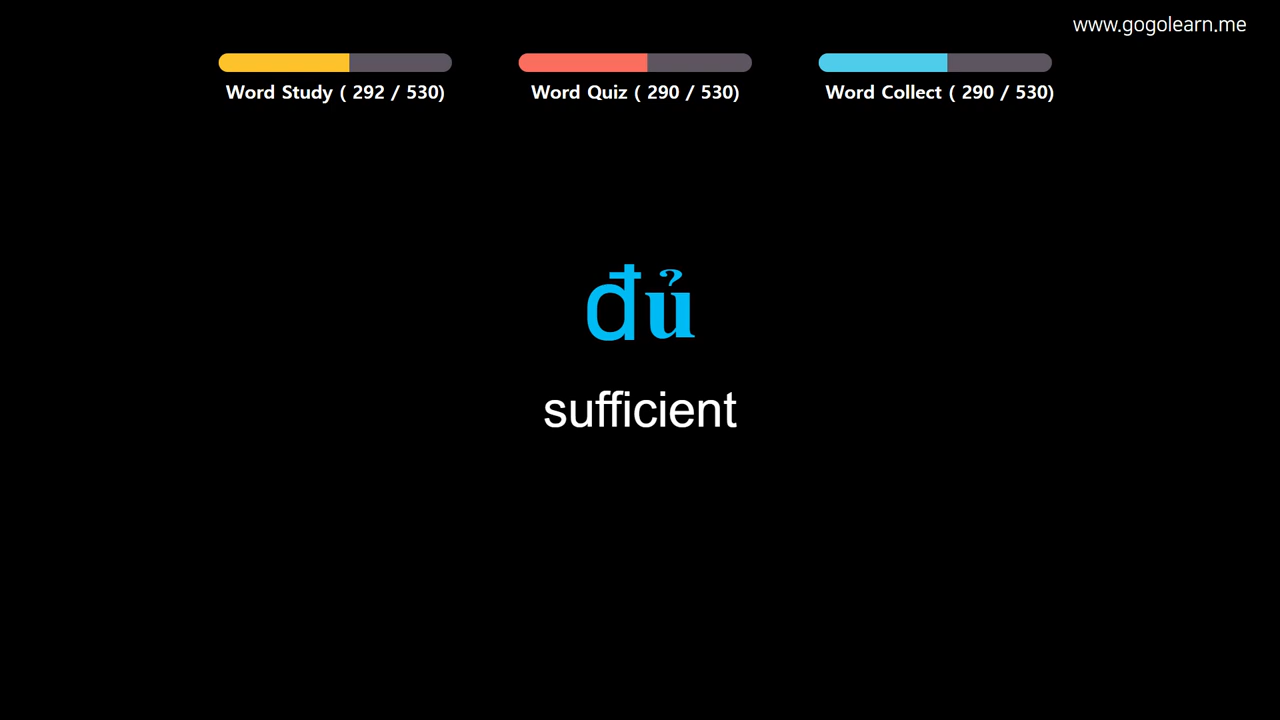 www.gogolearn.me
Word Study ( 292 / 530)
Word Quiz ( 290 / 530)
Word Collect ( 290 / 530)
đủ
sufficient